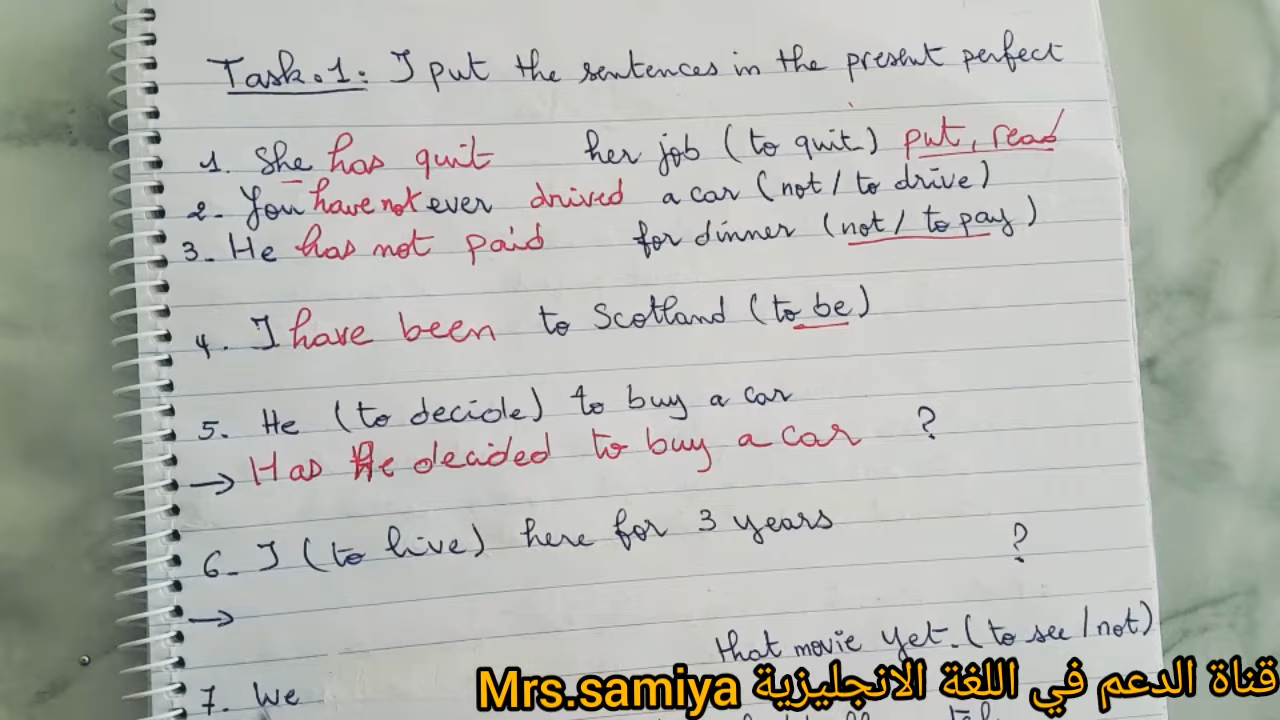 Task.1: I put the sentences in the present perfect
1. She has quit her job (to quit) put, read
2. You have not ever drived a car (not / to drive)
3. He has not paid for dinner (not / to pay)
4. I have been to Scotland (to be)
5. He (to decide) to buy a car
→ Has He decided to buy a car ?
6. I (to live) here for 3 years
→ ?
7. We that movie yet. (to see / not)
Mrs.samiya قناة الدعم في اللغة الانجليزية